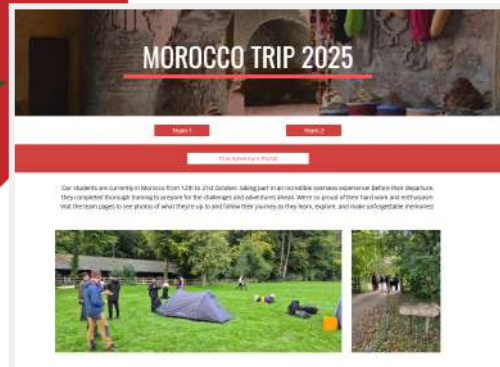 MOROCCO TRIP 2025
Team 1
Team 2
Our students are currently in Morocco from 12th to 21st October, taking part in an incredible overseas experience! Before their departure,
they completed thorough training to prepare for the challenges and adventures ahead. We're so proud of their hard work and enthusiasm.
Visit the team pages to see photos of what they're up to and follow their journey as they learn, explore, and make unforgettable memories!